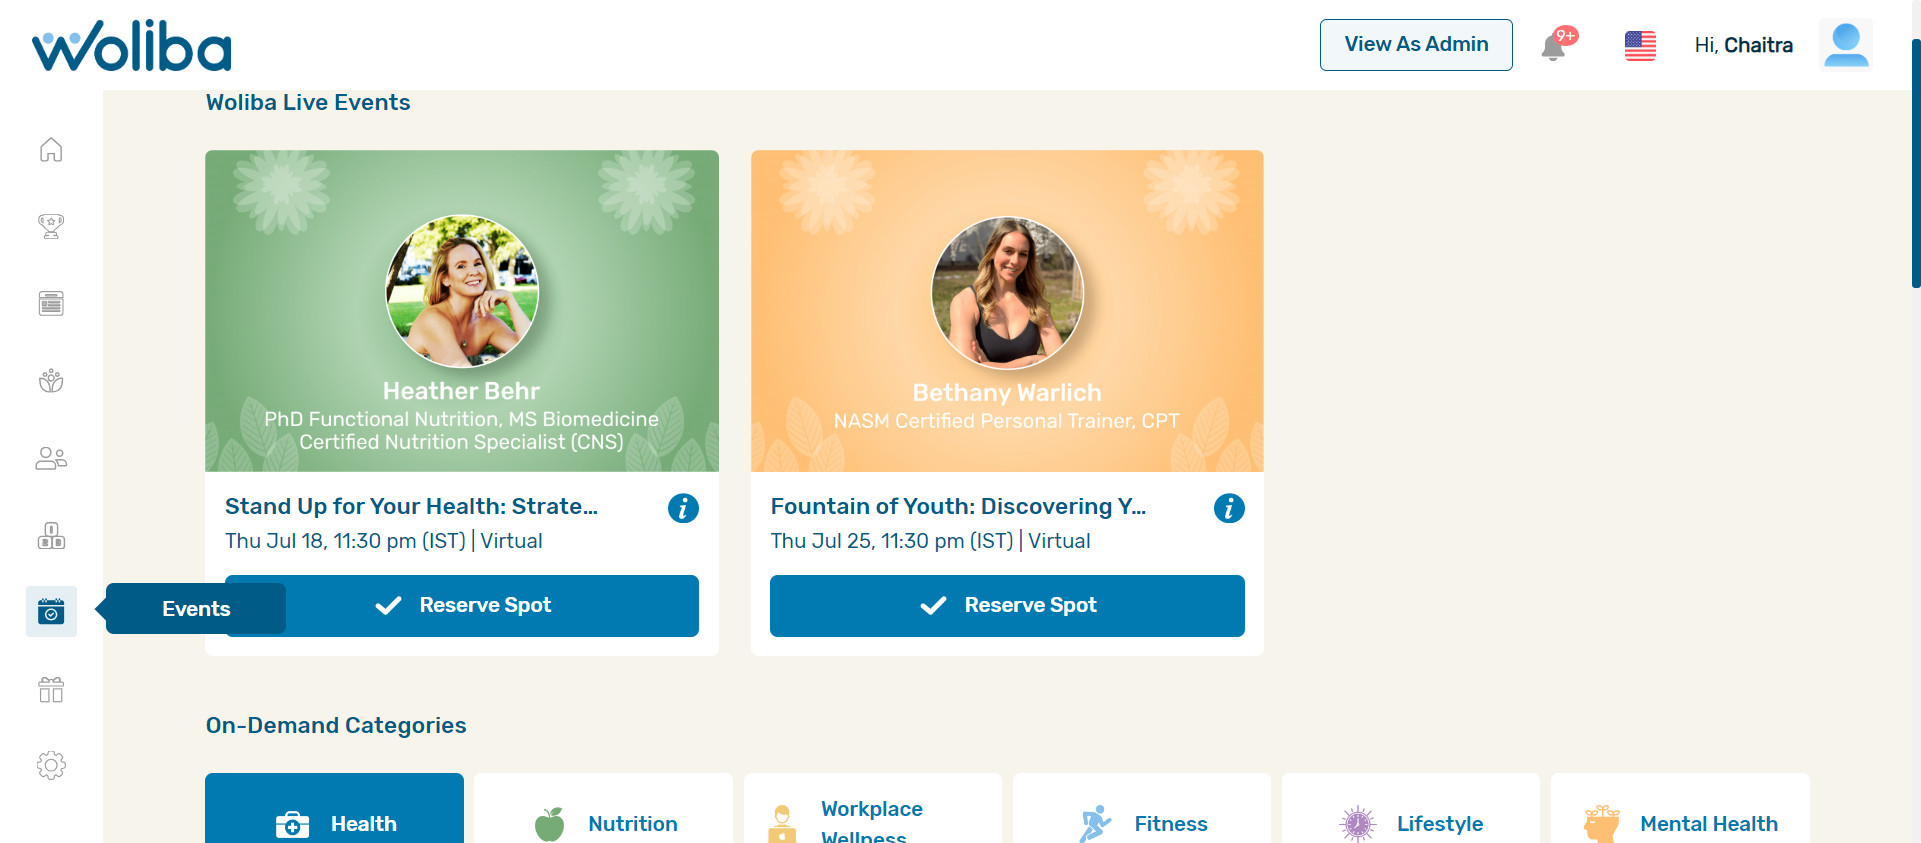 Woliba
View As Admin
9+
Hi, Chaitra
Woliba Live Events
Heather Behr
PhD Functional Nutrition, MS Biomedicine
Certified Nutrition Specialist (CNS)
Bethany Warlich
NASM Certified Personal Trainer, CPT
Stand Up for Your Health: Strate...
i
Thu Jul 18, 11:30 pm (IST) | Virtual
Fountain of Youth: Discovering Y...
i
Thu Jul 25, 11:30 pm (IST) | Virtual
Events
Reserve Spot
Reserve Spot
On-Demand Categories
Health
Nutrition
Workplace
Wellness
Fitness
Lifestyle
Mental Health